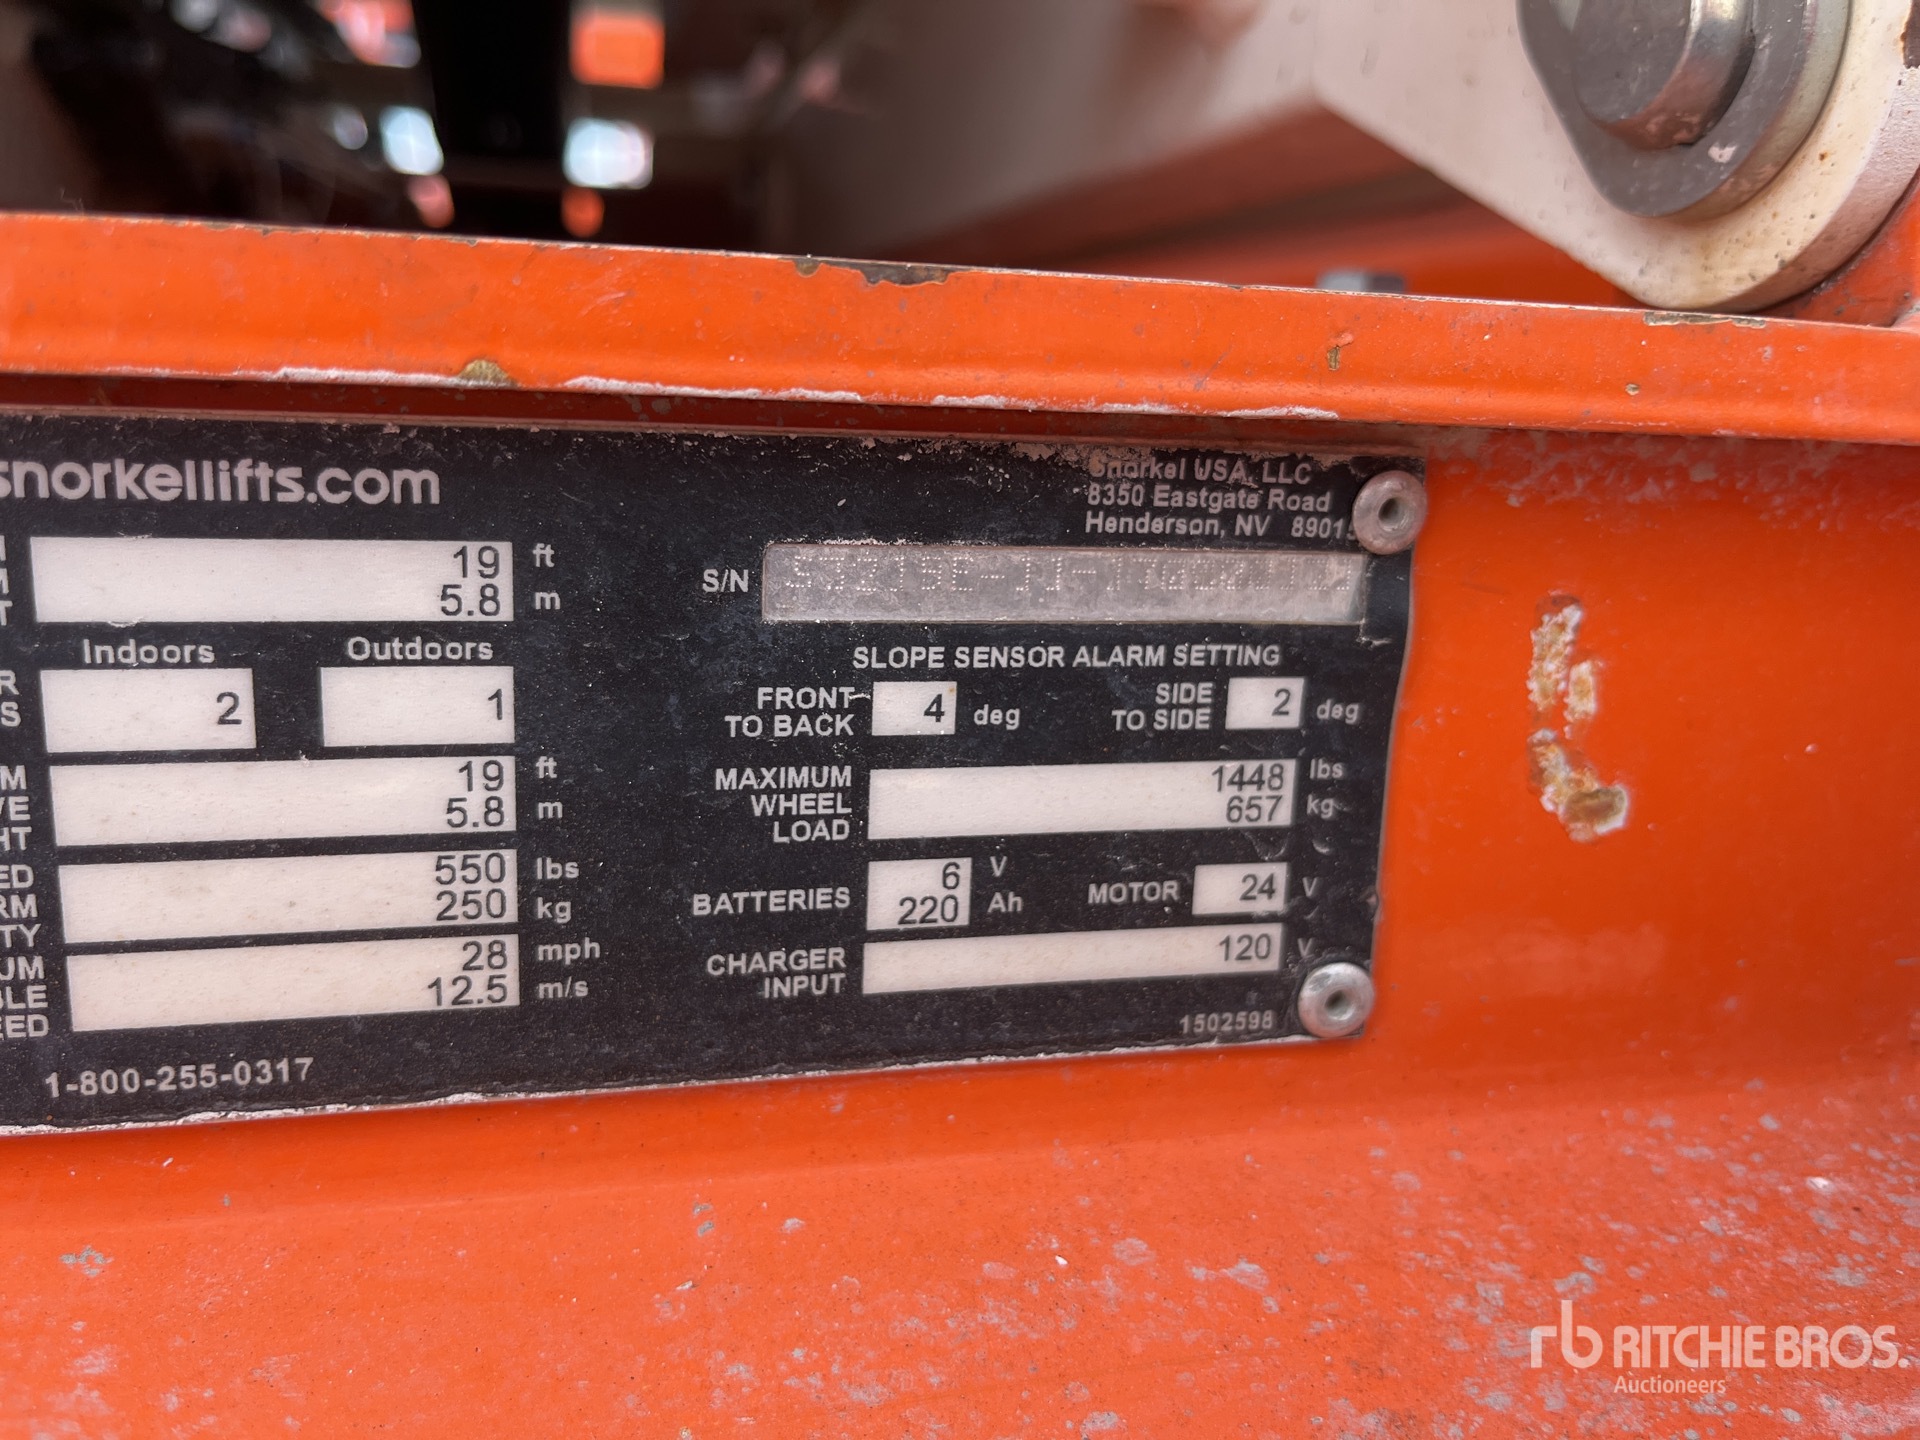 snorkellifts.com
Snorkel USA, LLC
8350 Eastgate Road
Henderson, NV 89015
19 ft
5.8 m
S/N
Indoors Outdoors
2 1
SLOPE SENSOR ALARM SETTING
FRONT TO BACK 4 deg
SIDE TO SIDE 2 deg
19 ft
5.8 m
MAXIMUM WHEEL LOAD
1448 lbs
657 kg
550 lbs
250 kg
BATTERIES 6 V
220 Ah
MOTOR 24 V
28 mph
12.5 m/s
CHARGER INPUT 120 V
1502598
1-800-255-0317
rb RITCHIE BROS.
Auctioneers